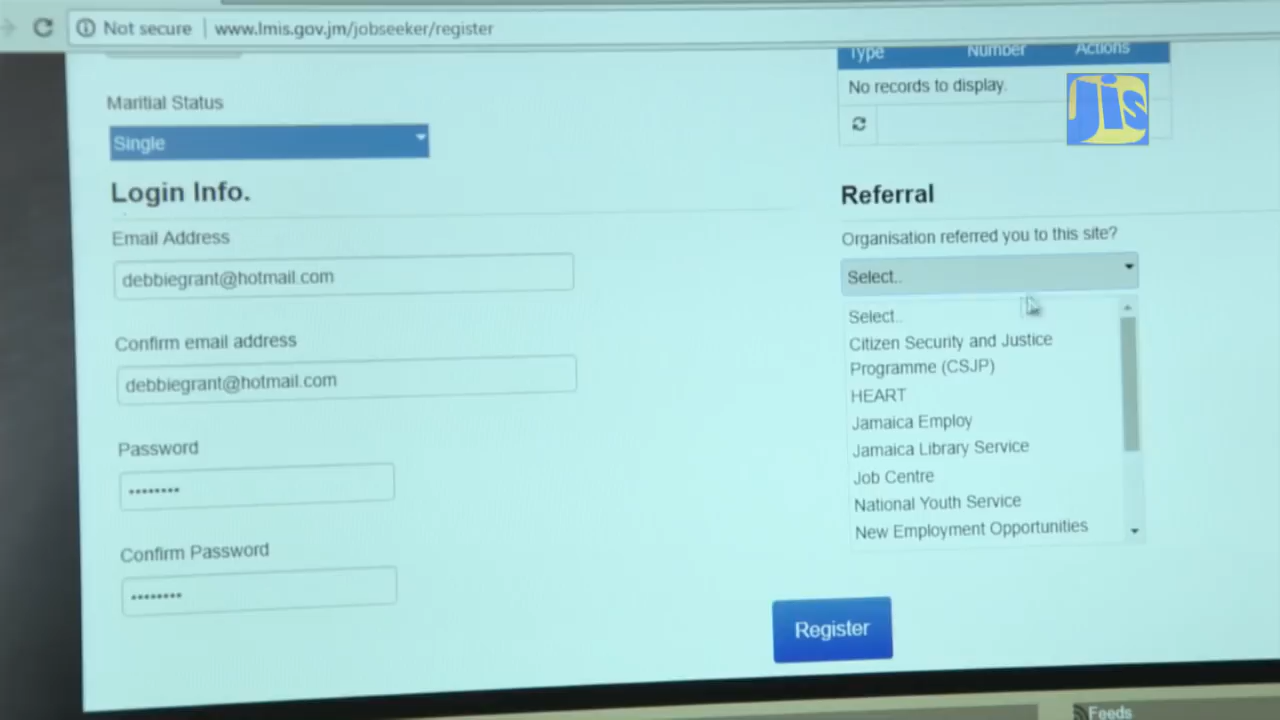 Not secure www.lmis.gov.jm/jobseeker/register
Type Number Actions
No records to display.
Jis
Maritial Status
Single
Login Info.
Email Address
debbiegrant@hotmail.com
Confirm email address
debbiegrant@hotmail.com
Password
••••••••
Confirm Password
••••••••
Referral
Organisation referred you to this site?
Select..
Select..
Citizen Security and Justice
Programme (CSJP)
HEART
Jamaica Employ
Jamaica Library Service
Job Centre
National Youth Service
New Employment Opportunities
Register
Feeds